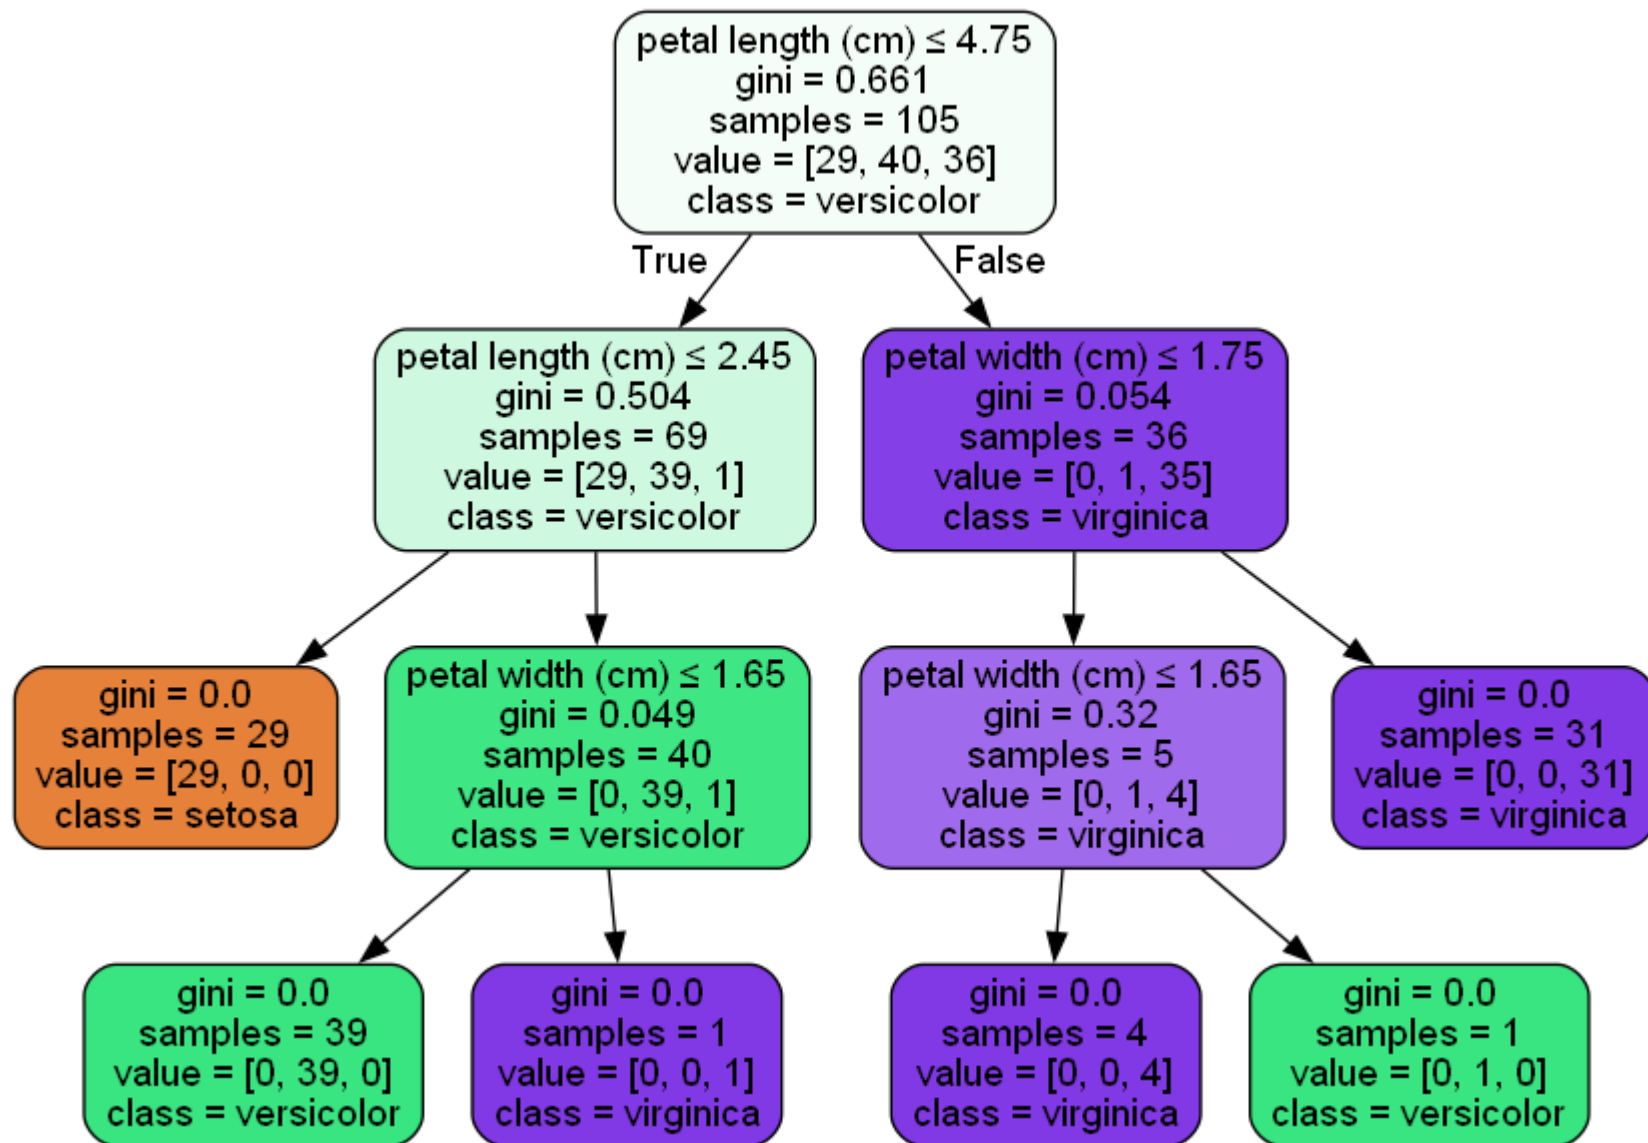 petal length (cm) ≤ 4.75
gini = 0.661
samples = 105
value = [29, 40, 36]
class = versicolor
True
False
petal length (cm) ≤ 2.45
gini = 0.504
samples = 69
value = [29, 39, 1]
class = versicolor
petal width (cm) ≤ 1.75
gini = 0.054
samples = 36
value = [0, 1, 35]
class = virginica
gini = 0.0
samples = 29
value = [29, 0, 0]
class = setosa
petal width (cm) ≤ 1.65
gini = 0.049
samples = 40
value = [0, 39, 1]
class = versicolor
petal width (cm) ≤ 1.65
gini = 0.32
samples = 5
value = [0, 1, 4]
class = virginica
gini = 0.0
samples = 31
value = [0, 0, 31]
class = virginica
gini = 0.0
samples = 39
value = [0, 39, 0]
class = versicolor
gini = 0.0
samples = 1
value = [0, 0, 1]
class = virginica
gini = 0.0
samples = 4
value = [0, 0, 4]
class = virginica
gini = 0.0
samples = 1
value = [0, 1, 0]
class = versicolor